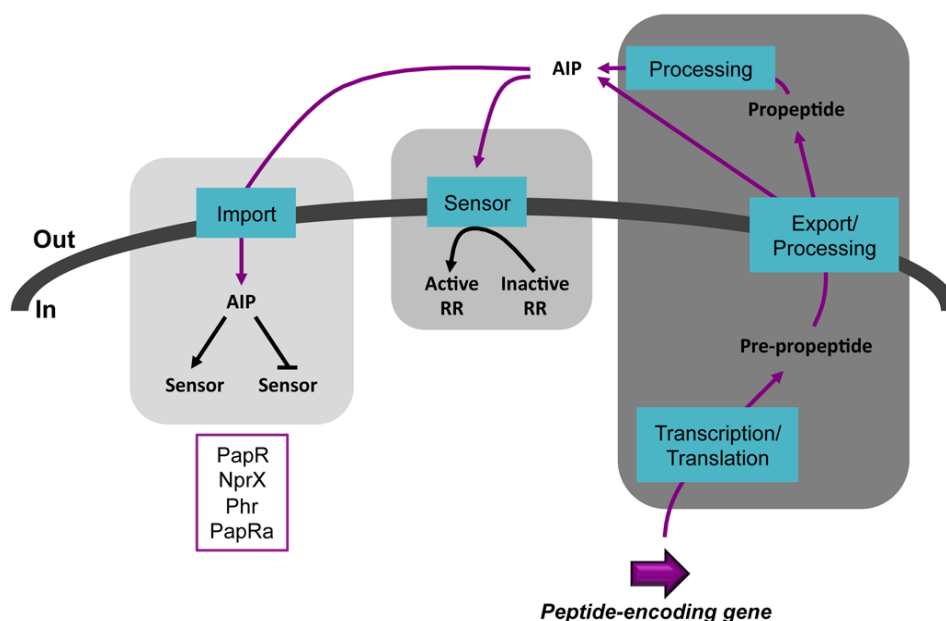 AIP
Processing
Propeptide
Import
Sensor
Export/
Processing
Out
In
Active
RR
Inactive
RR
AIP
Sensor
Sensor
Pre-propeptide
Transcription/
Translation
PapR
NprX
Phr
PapRa
Peptide-encoding gene